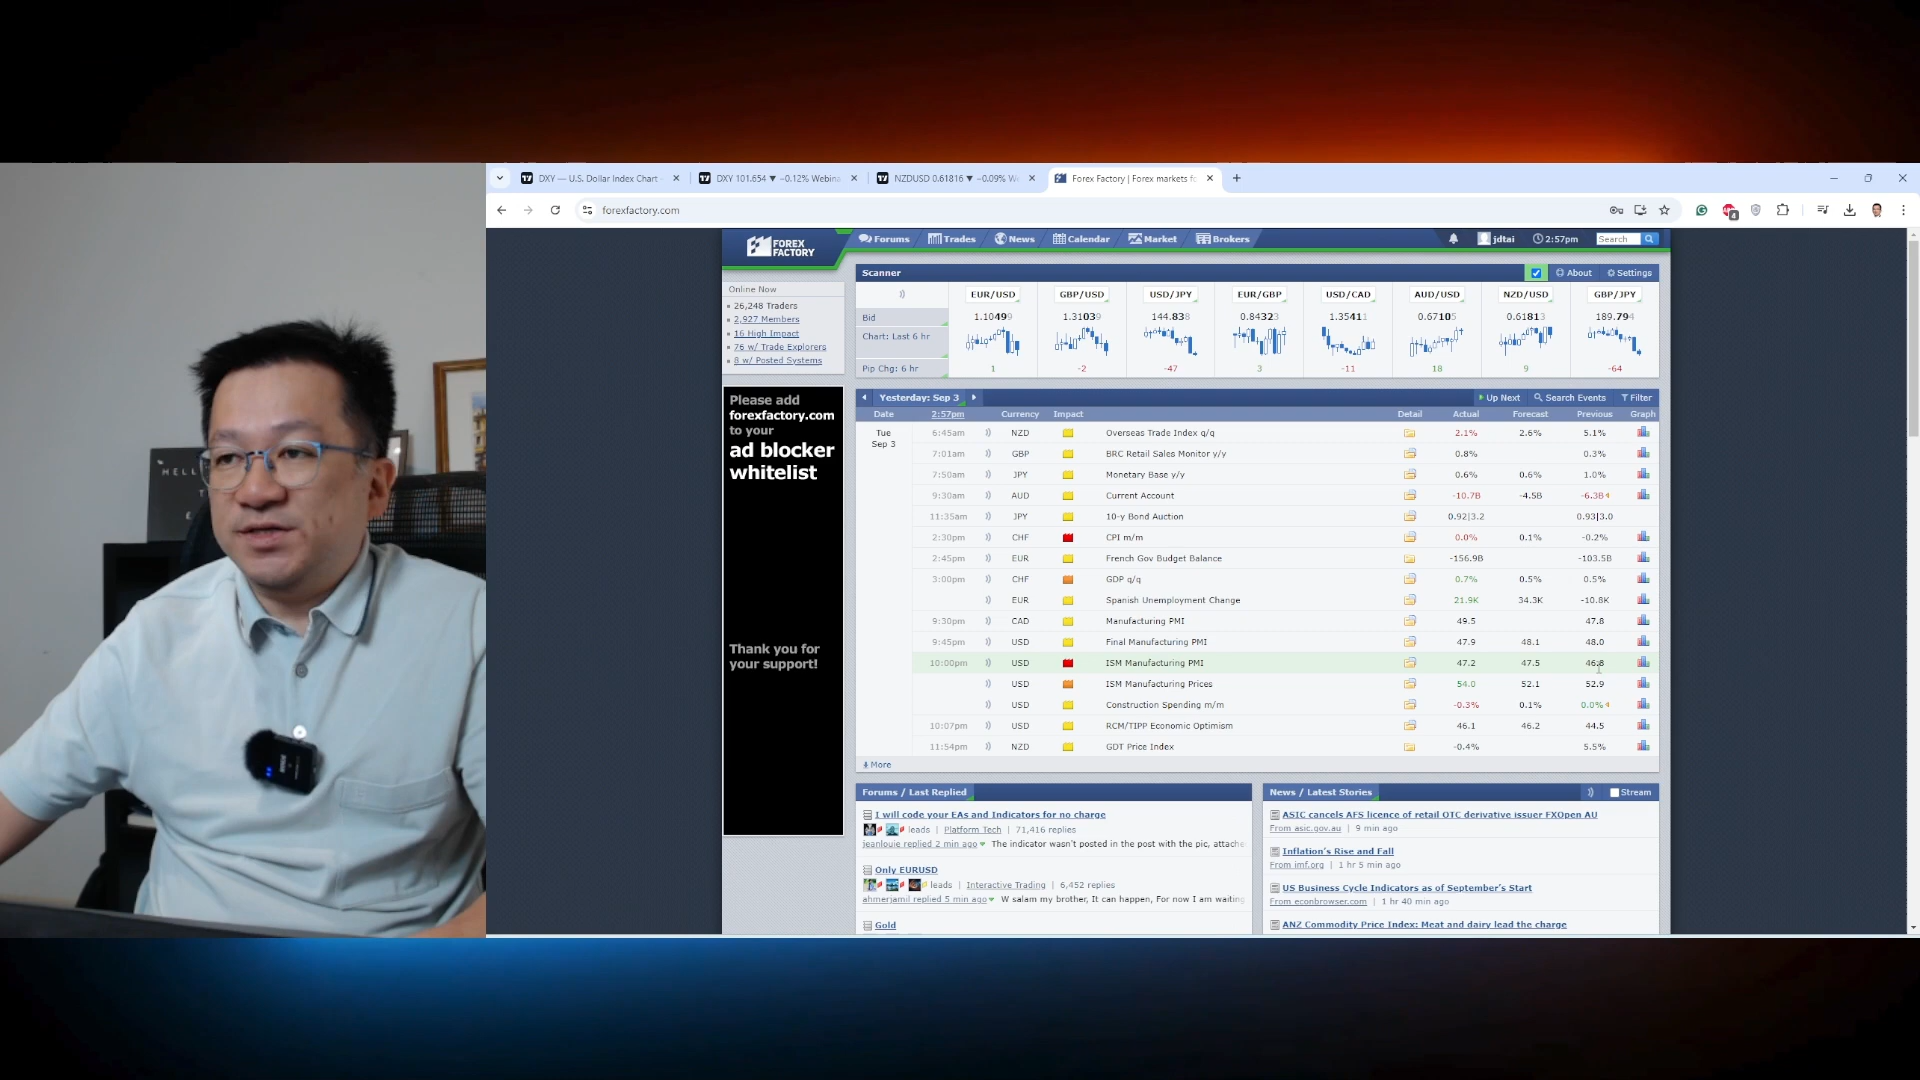 DXY — U.S. Dollar Index Chart
DXY 101.654 ▼ −0.12% Webina
NZDUSD 0.61816 ▼ −0.09% W
Forex Factory | Forex markets fo
forexfactory.com
FOREX FACTORY
Forums Trades News Calendar Market Brokers
jdtai 2:57pm Search
Online Now
26,248 Traders
2,927 Members
16 High Impact
76 w/ Trade Explorers
8 w/ Posted Systems
Please add
forexfactory.com
to your
ad blocker
whitelist
Thank you for
your support!
Scanner About Settings
EUR/USD GBP/USD USD/JPY EUR/GBP USD/CAD AUD/USD NZD/USD GBP/JPY
Bid 1.10499 1.31039 144.838 0.84323 1.35411 0.67105 0.61813 189.794
Chart: Last 6 hr
Pip Chg: 6 hr 1 -2 -47 3 -11 18 9 -64
Yesterday: Sep 3 Up Next Search Events Filter
Date 2:57pm Currency Impact Detail Actual Forecast Previous Graph
Tue
Sep 3
6:45am NZD Overseas Trade Index q/q 2.1% 2.6% 5.1%
7:01am GBP BRC Retail Sales Monitor y/y 0.8% 0.3%
7:50am JPY Monetary Base y/y 0.6% 0.6% 1.0%
9:30am AUD Current Account -10.7B -4.5B -6.3B
11:35am JPY 10-y Bond Auction 0.92|3.2 0.93|3.0
2:30pm CHF CPI m/m 0.0% 0.1% -0.2%
2:45pm EUR French Gov Budget Balance -156.9B -103.5B
3:00pm CHF GDP q/q 0.7% 0.5% 0.5%
EUR Spanish Unemployment Change 21.9K 34.3K -10.8K
9:30pm CAD Manufacturing PMI 49.5 47.8
9:45pm USD Final Manufacturing PMI 47.9 48.1 48.0
10:00pm USD ISM Manufacturing PMI 47.2 47.5 46.8
USD ISM Manufacturing Prices 54.0 52.1 52.9
USD Construction Spending m/m -0.3% 0.1% 0.0%
10:07pm USD RCM/TIPP Economic Optimism 46.1 46.2 44.5
11:54pm NZD GDT Price Index -0.4% 5.5%
More
Forums / Last Replied
I will code your EAs and Indicators for no charge
leads | Platform Tech | 71,416 replies
jeanlouie replied 2 min ago The indicator wasn't posted in the post with the pic, attache
Only EURUSD
leads | Interactive Trading | 6,452 replies
ahmerjamil replied 5 min ago W salam my brother, It can happen, For now I am waiting
Gold
News / Latest Stories Stream
ASIC cancels AFS licence of retail OTC derivative issuer FXOpen AU
From asic.gov.au | 9 min ago
Inflation's Rise and Fall
From imf.org | 1 hr 5 min ago
US Business Cycle Indicators as of September's Start
From econbrowser.com | 1 hr 40 min ago
ANZ Commodity Price Index: Meat and dairy lead the charge